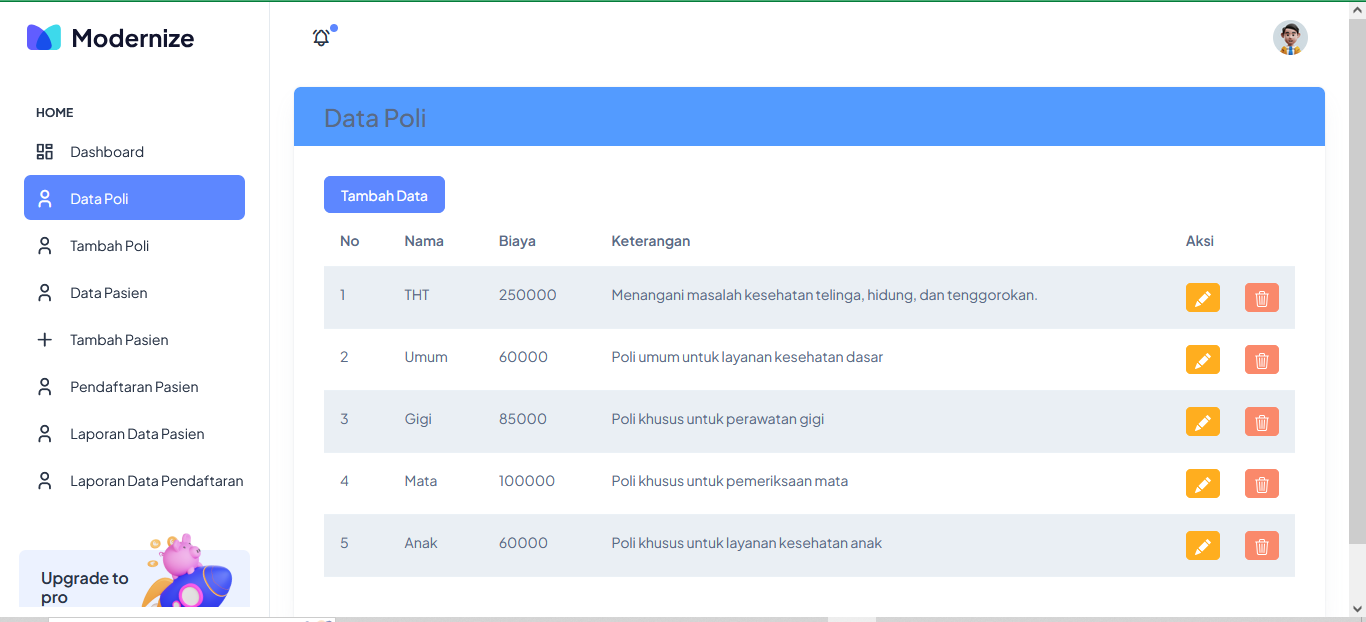 Modernize
HOME
Dashboard
Data Poli
Tambah Poli
Data Pasien
Tambah Pasien
Pendaftaran Pasien
Laporan Data Pasien
Laporan Data Pendaftaran
Upgrade to
pro
Data Poli
Tambah Data
No Nama Biaya Keterangan Aksi
1 THT 250000 Menangani masalah kesehatan telinga, hidung, dan tenggorokan.
2 Umum 60000 Poli umum untuk layanan kesehatan dasar
3 Gigi 85000 Poli khusus untuk perawatan gigi
4 Mata 100000 Poli khusus untuk pemeriksaan mata
5 Anak 60000 Poli khusus untuk layanan kesehatan anak